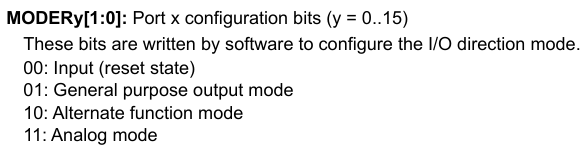 MODERy[1:0]: Port x configuration bits (y = 0..15)
These bits are written by software to configure the I/O direction mode.
00: Input (reset state)
01: General purpose output mode
10: Alternate function mode
11: Analog mode